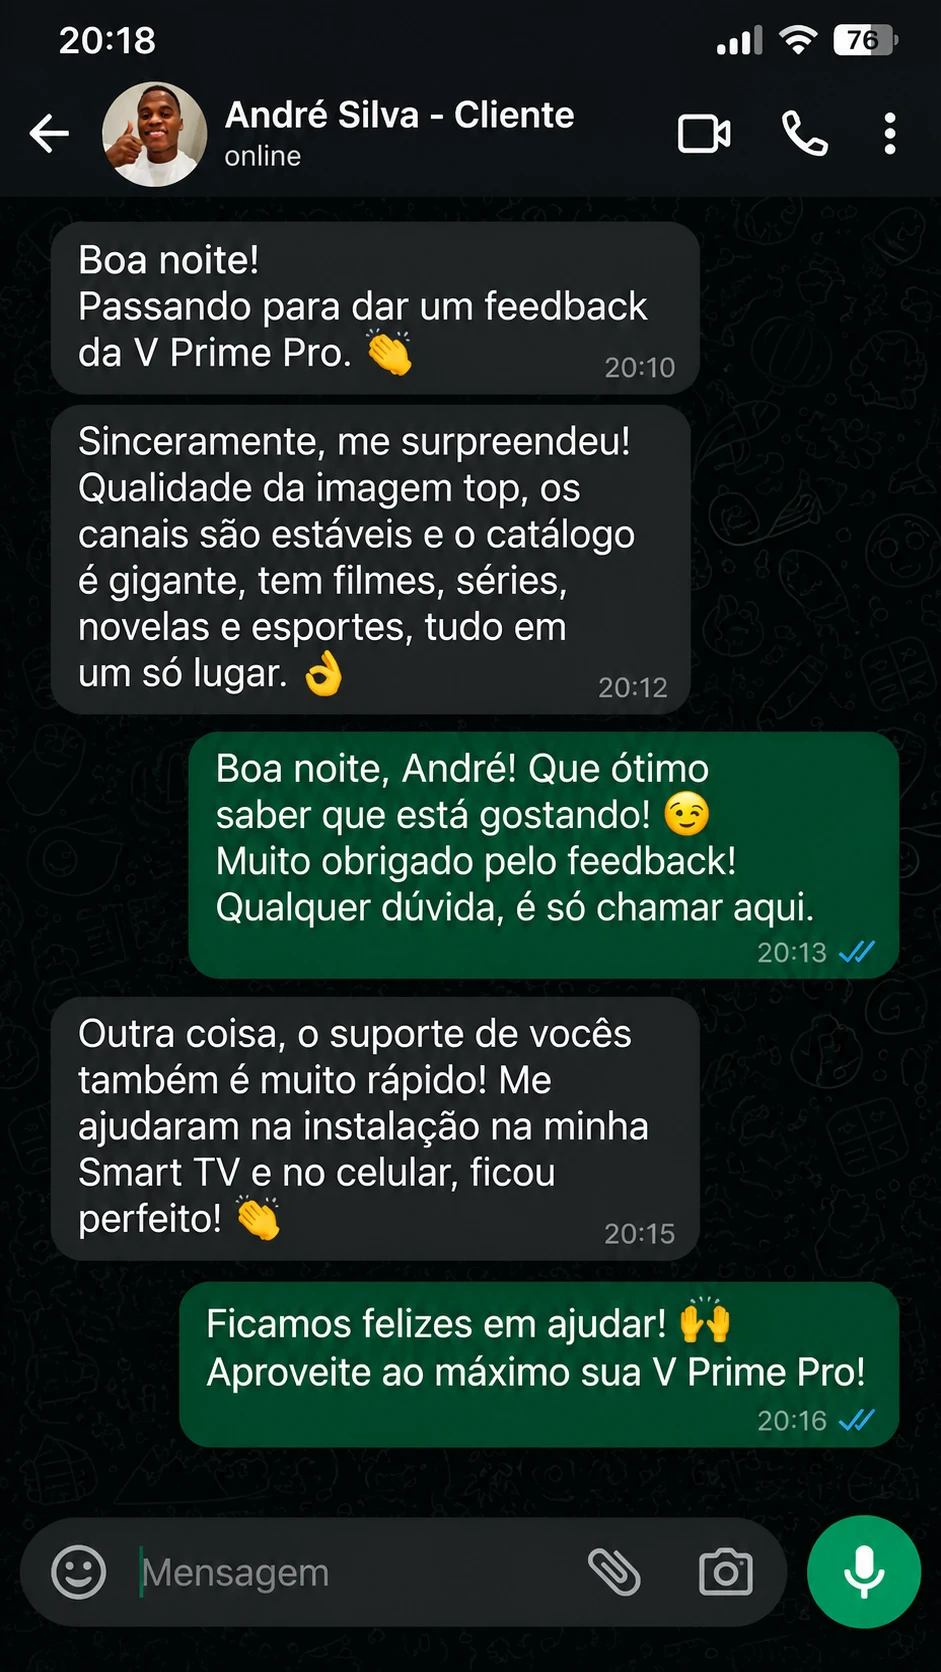 20:18
76
André Silva - Cliente
online
Boa noite!
Passando para dar um feedback
da V Prime Pro. 👏
20:10
Sinceramente, me surpreendeu!
Qualidade da imagem top, os
canais são estáveis e o catálogo
é gigante, tem filmes, séries,
novelas e esportes, tudo em
um só lugar. 👌
20:12
Boa noite, André! Que ótimo
saber que está gostando! 😉
Muito obrigado pelo feedback!
Qualquer dúvida, é só chamar aqui.
20:13
Outra coisa, o suporte de vocês
também é muito rápido! Me
ajudaram na instalação na minha
Smart TV e no celular, ficou
perfeito! 👏
20:15
Ficamos felizes em ajudar! 🙌
Aproveite ao máximo sua V Prime Pro!
20:16
Mensagem